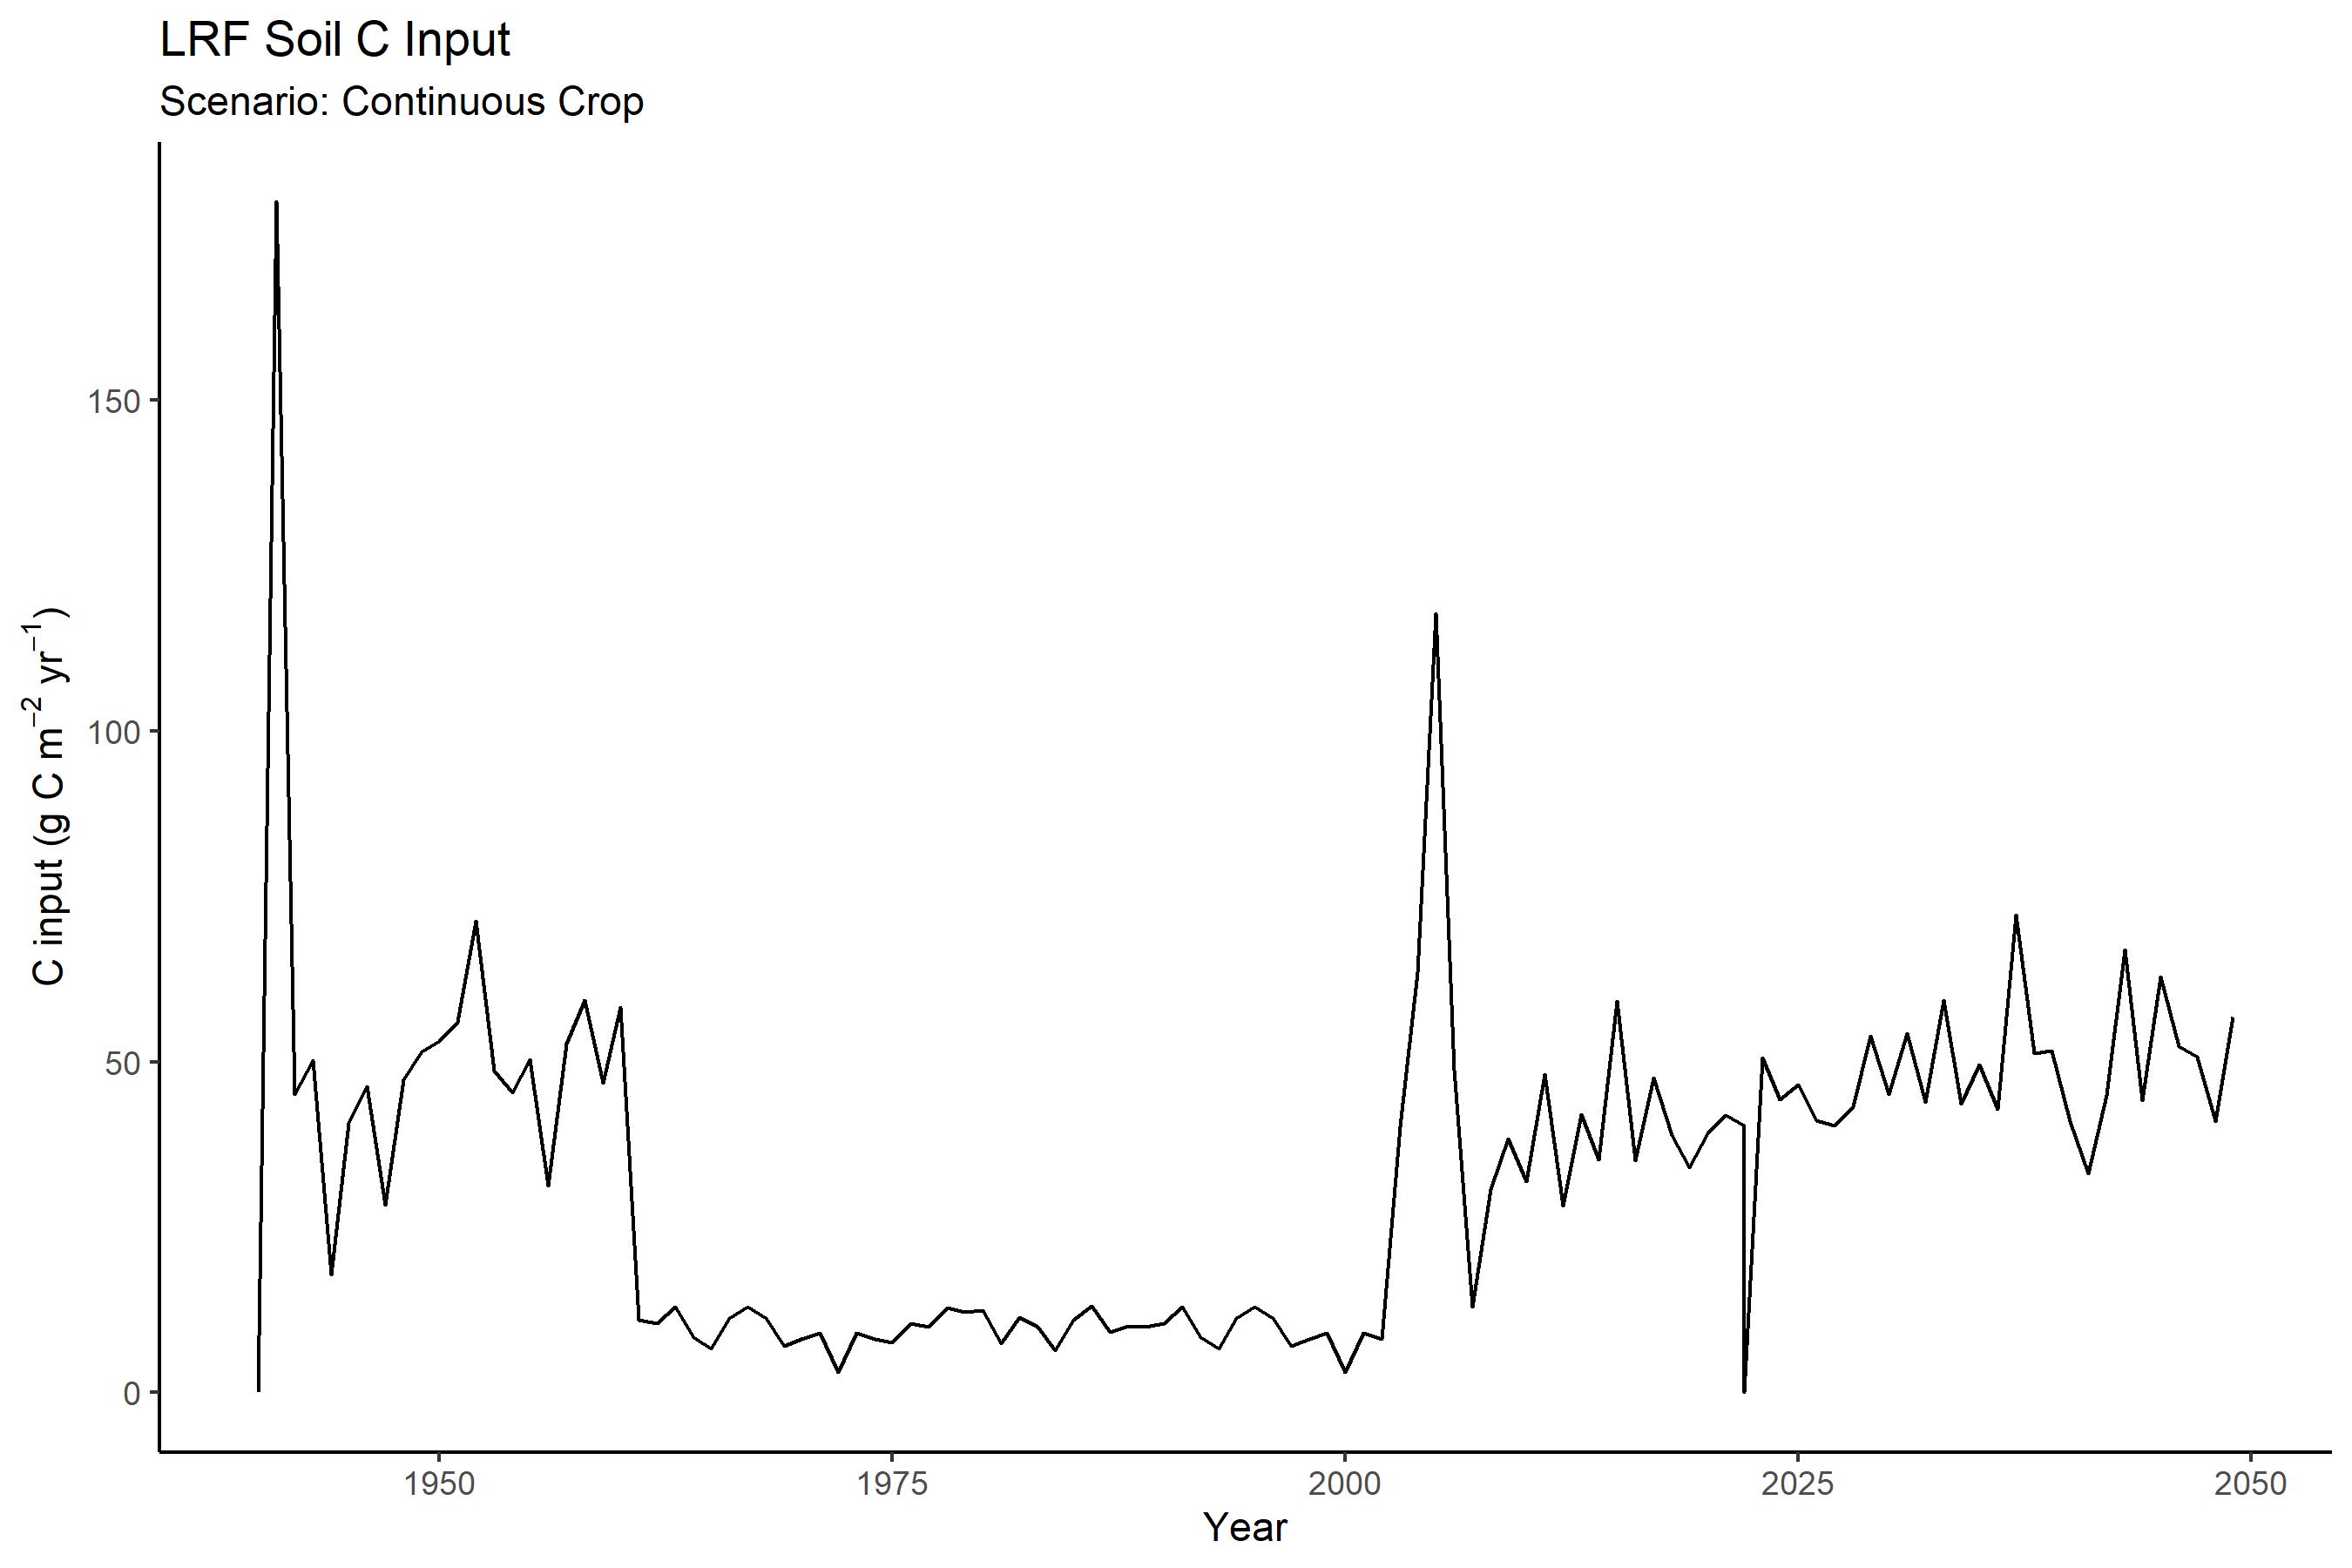 LRF Soil C Input
Scenario: Continuous Crop
C input (g C m⁻² yr⁻¹)
150
100
50
0
1950 1975 2000 2025 2050
Year